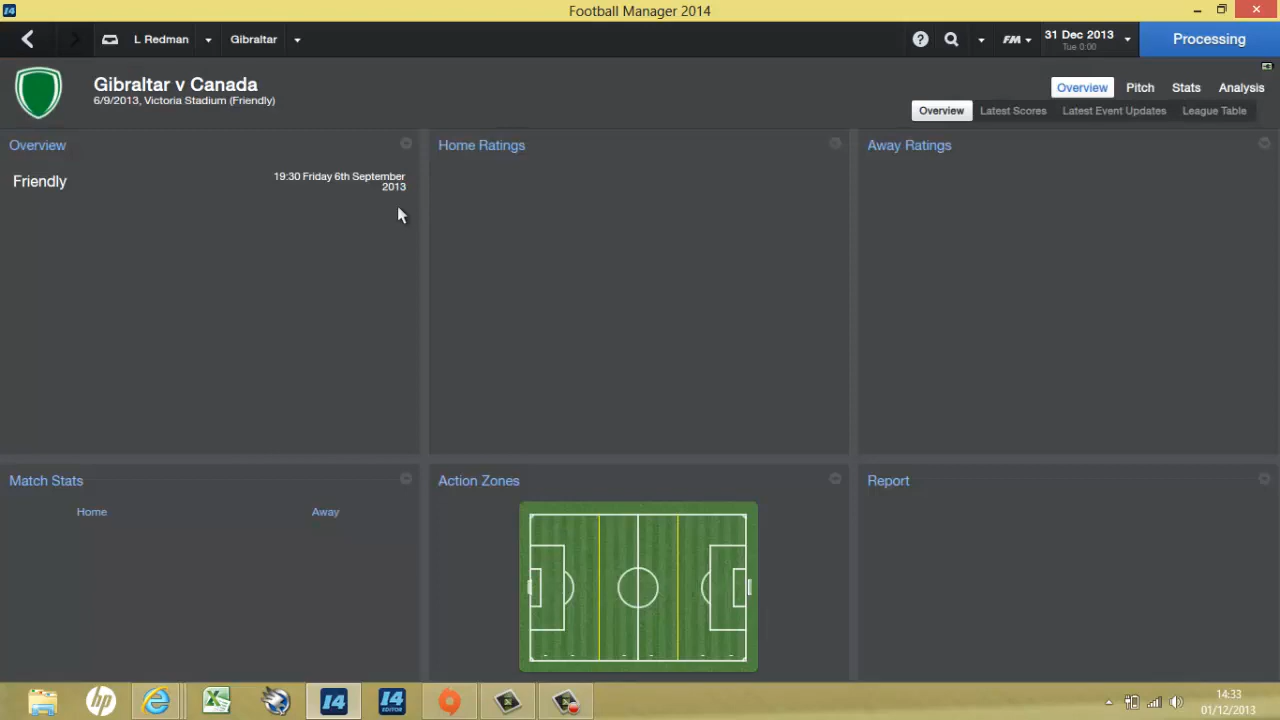 Football Manager 2014
L Redman
Gibraltar
FM
31 Dec 2013
Tue 0:00
Processing
Gibraltar v Canada
6/9/2013, Victoria Stadium (Friendly)
Overview
Pitch
Stats
Analysis
Overview
Latest Scores
Latest Event Updates
League Table
Overview
Home Ratings
Away Ratings
Friendly
19:30 Friday 6th September
2013
Match Stats
Action Zones
Report
Home
Away
14
14
EDITOR
14:33
01/12/2013